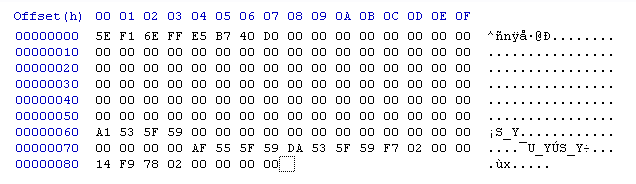 Offset(h) 00 01 02 03 04 05 06 07 08 09 0A 0B 0C 0D 0E 0F
00000000 5E F1 6E FF E5 B7 40 D0 00 00 00 00 00 00 00 00 ^ñnÿå·@Ð........
00000010 00 00 00 00 00 00 00 00 00 00 00 00 00 00 00 00 ................
00000020 00 00 00 00 00 00 00 00 00 00 00 00 00 00 00 00 ................
00000030 00 00 00 00 00 00 00 00 00 00 00 00 00 00 00 00 ................
00000040 00 00 00 00 00 00 00 00 00 00 00 00 00 00 00 00 ................
00000050 00 00 00 00 00 00 00 00 00 00 00 00 00 00 00 00 ................
00000060 A1 53 5F 59 00 00 00 00 00 00 00 00 00 00 00 00 ¡S_Y............
00000070 00 00 00 00 AF 55 5F 59 DA 53 5F 59 F7 02 00 00 ....¯U_YÚS_Y÷...
00000080 14 F9 78 02 00 00 00 00 .ùx.....